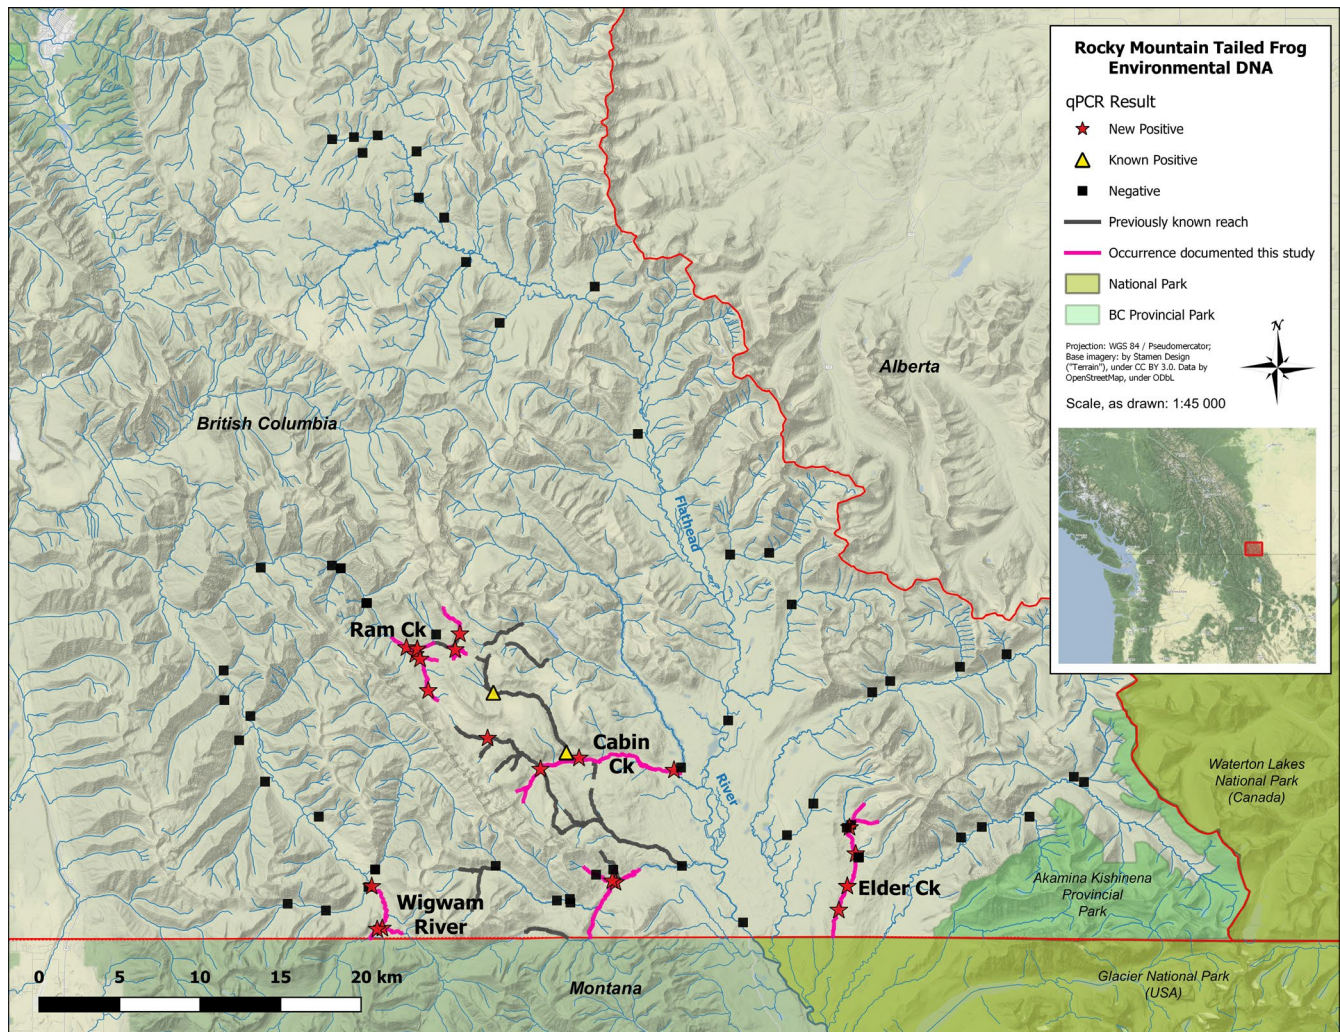 Rocky Mountain Tailed Frog
Environmental DNA
qPCR Result
New Positive
Known Positive
Negative
Previously known reach
Occurrence documented this study
National Park
BC Provincial Park
Projection: WGS 84 / Pseudomercator;
Base imagery: by Stamen Design
("Terrain"), under CC BY 3.0. Data by
OpenStreetMap, under ODbL
N
Scale, as drawn: 1:45 000
Alberta
British Columbia
Flathead
River
Ram Ck
Cabin
Ck
Wigwam
River
Elder Ck
Waterton Lakes
National Park
(Canada)
Akamina Kishinena
Provincial
Park
Glacier National Park
(USA)
Montana
0 5 10 15 20 km